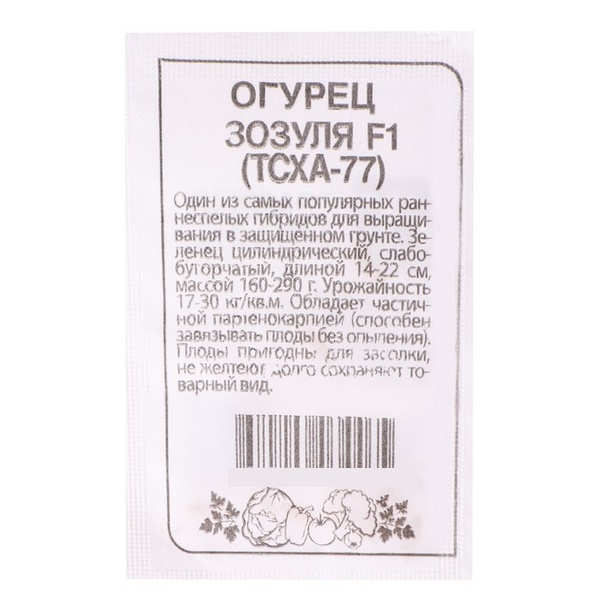 ОГУРЕЦ
ЗОЗУЛЯ F1
(ТСХА-77)
Один из самых популярных ран-
неспелых гибридов для выращи-
вания в защищенном грунте. Зе-
ленец цилиндрический, слабо-
бугорчатый, длиной 14-22 см,
массой 160-290 г. Урожайность
17-30 кг/кв.м. Обладает частич-
ной партенокарпией (способен
завязывать плоды без опыления).
Плоды пригодны для засолки,
не желтеют долго сохраняют то-
варный вид.